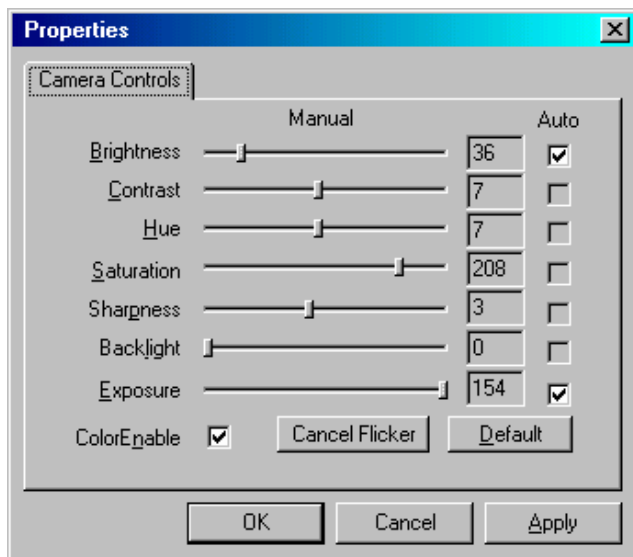 Properties
Camera Controls
Manual Auto
Brightness 36
Contrast 7
Hue 7
Saturation 208
Sharpness 3
Backlight 0
Exposure 154
ColorEnable Cancel Flicker Default
OK Cancel Apply